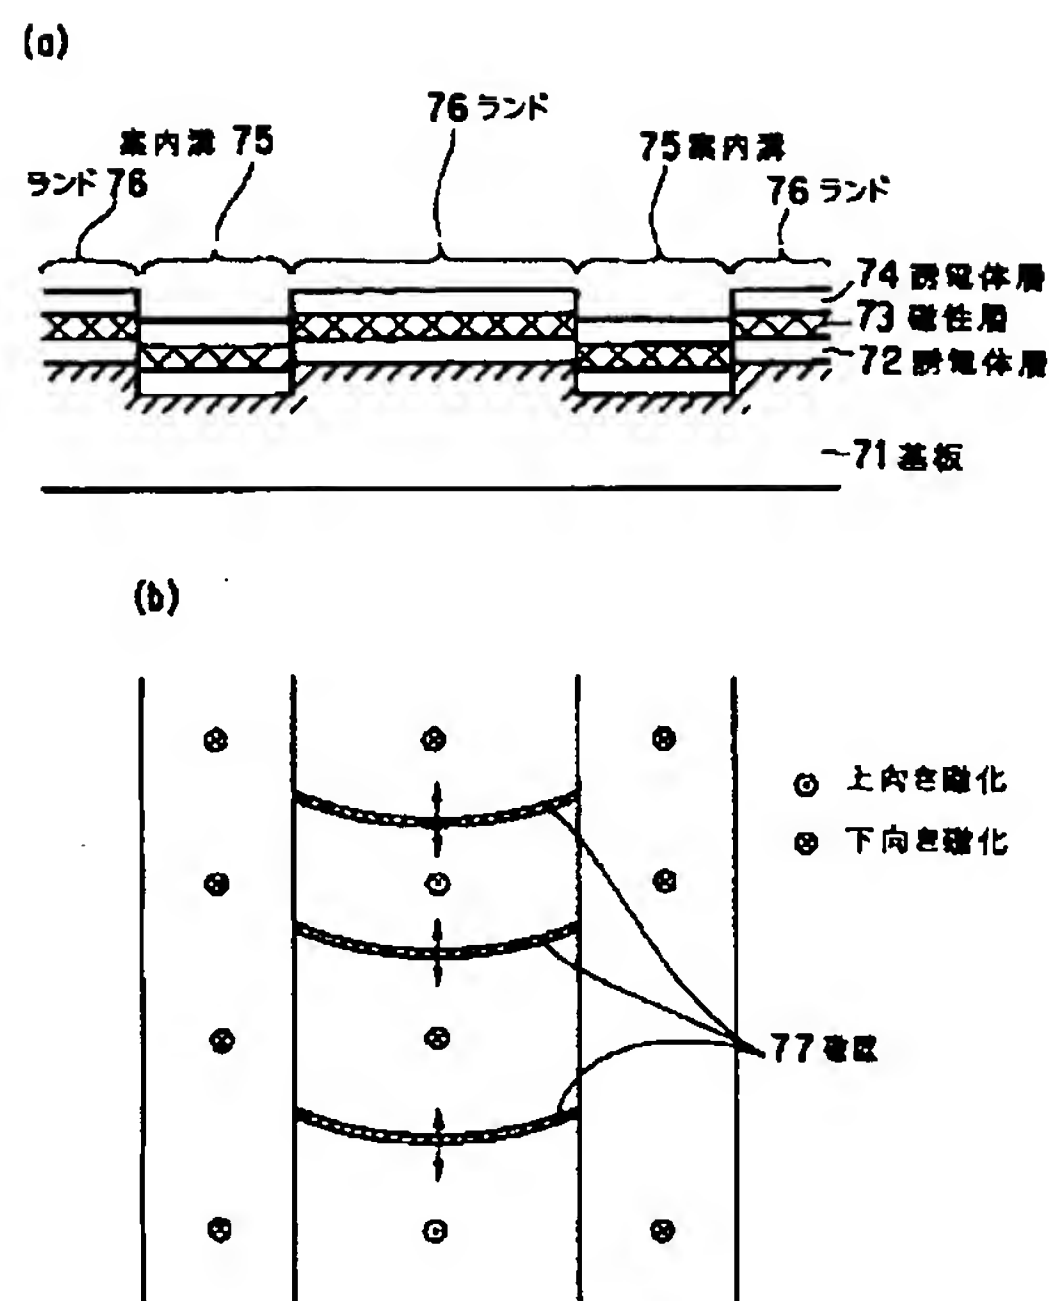 (a)
76 ランド
案内溝 75
75 案内溝
ランド 76
76 ランド
74 誘電体層
73 磁性層
72 誘電体層
71 基板
(b)
上向き磁化
下向き磁化
77 磁壁